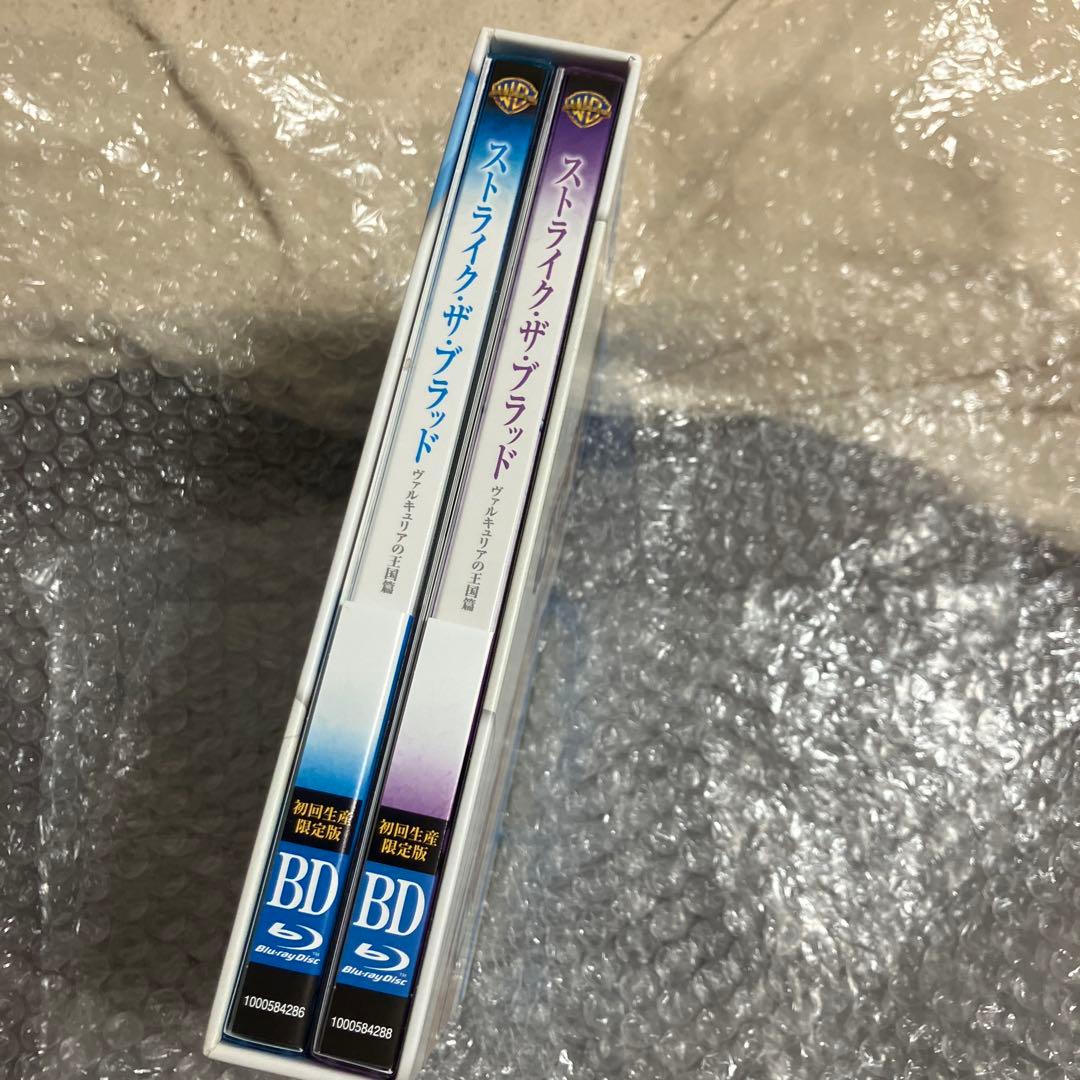 WB
ストライク・ザ・ブラッド
ヴァルキュリアの王国篇
初回生産
限定版
BD
Blu-ray Disc
1000584286
WB
ストライク・ザ・ブラッド
ヴァルキュリアの王国篇
初回生産
限定版
BD
Blu-ray Disc
1000584288